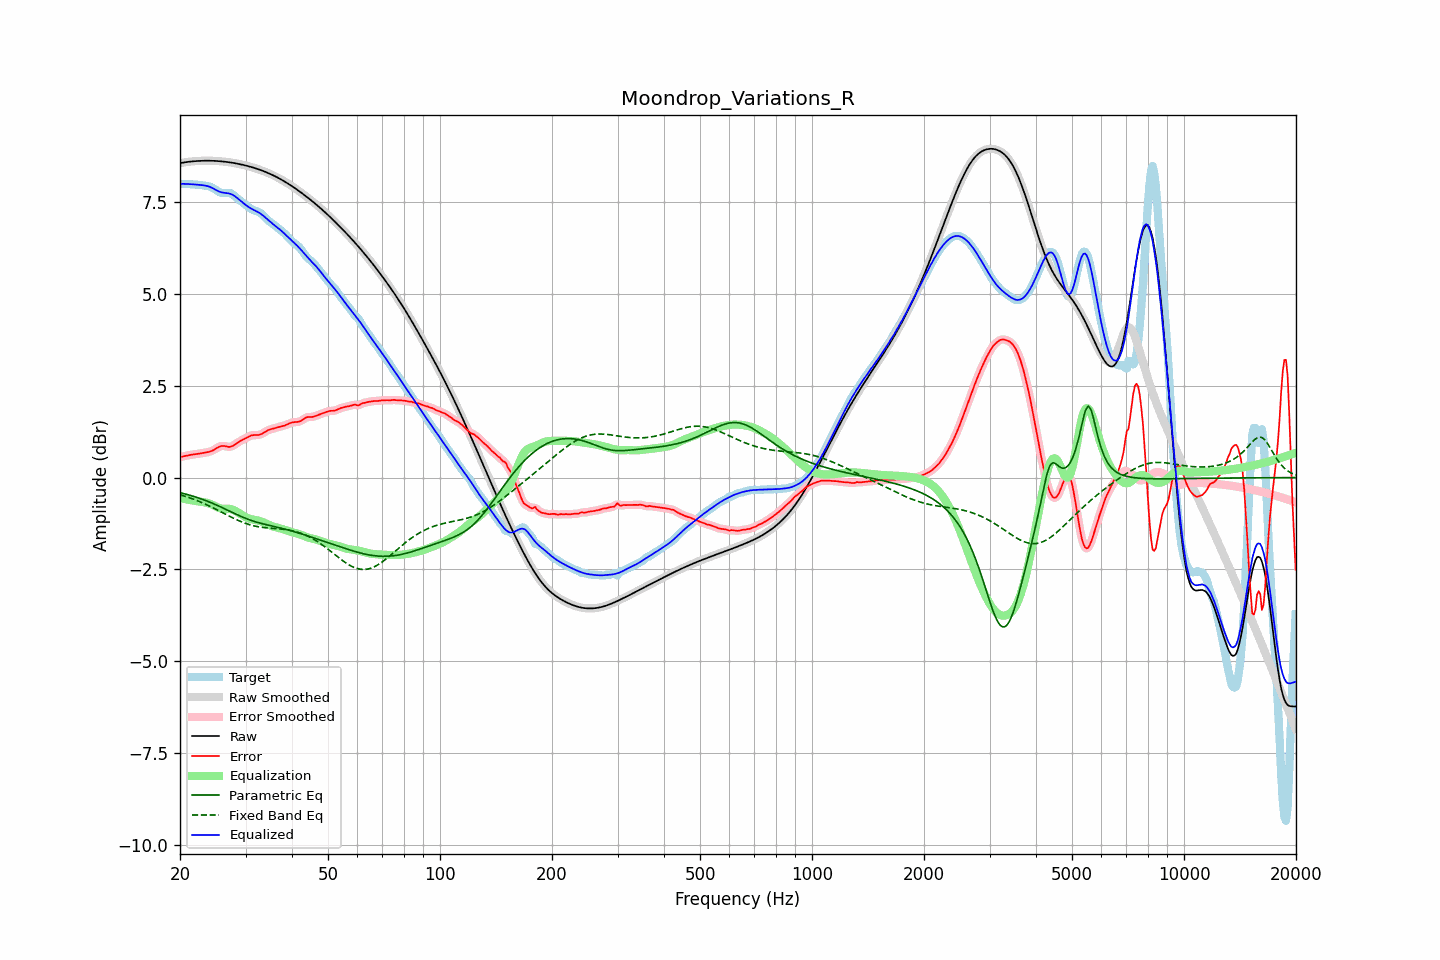 Moondrop_Variations_R
Amplitude (dBr)
7.5
5.0
2.5
0.0
−2.5
−5.0
−7.5
−10.0
Target
Raw Smoothed
Error Smoothed
Raw
Error
Equalization
Parametric Eq
Fixed Band Eq
Equalized
20 50 100 200 500 1000 2000 5000 10000 20000
Frequency (Hz)